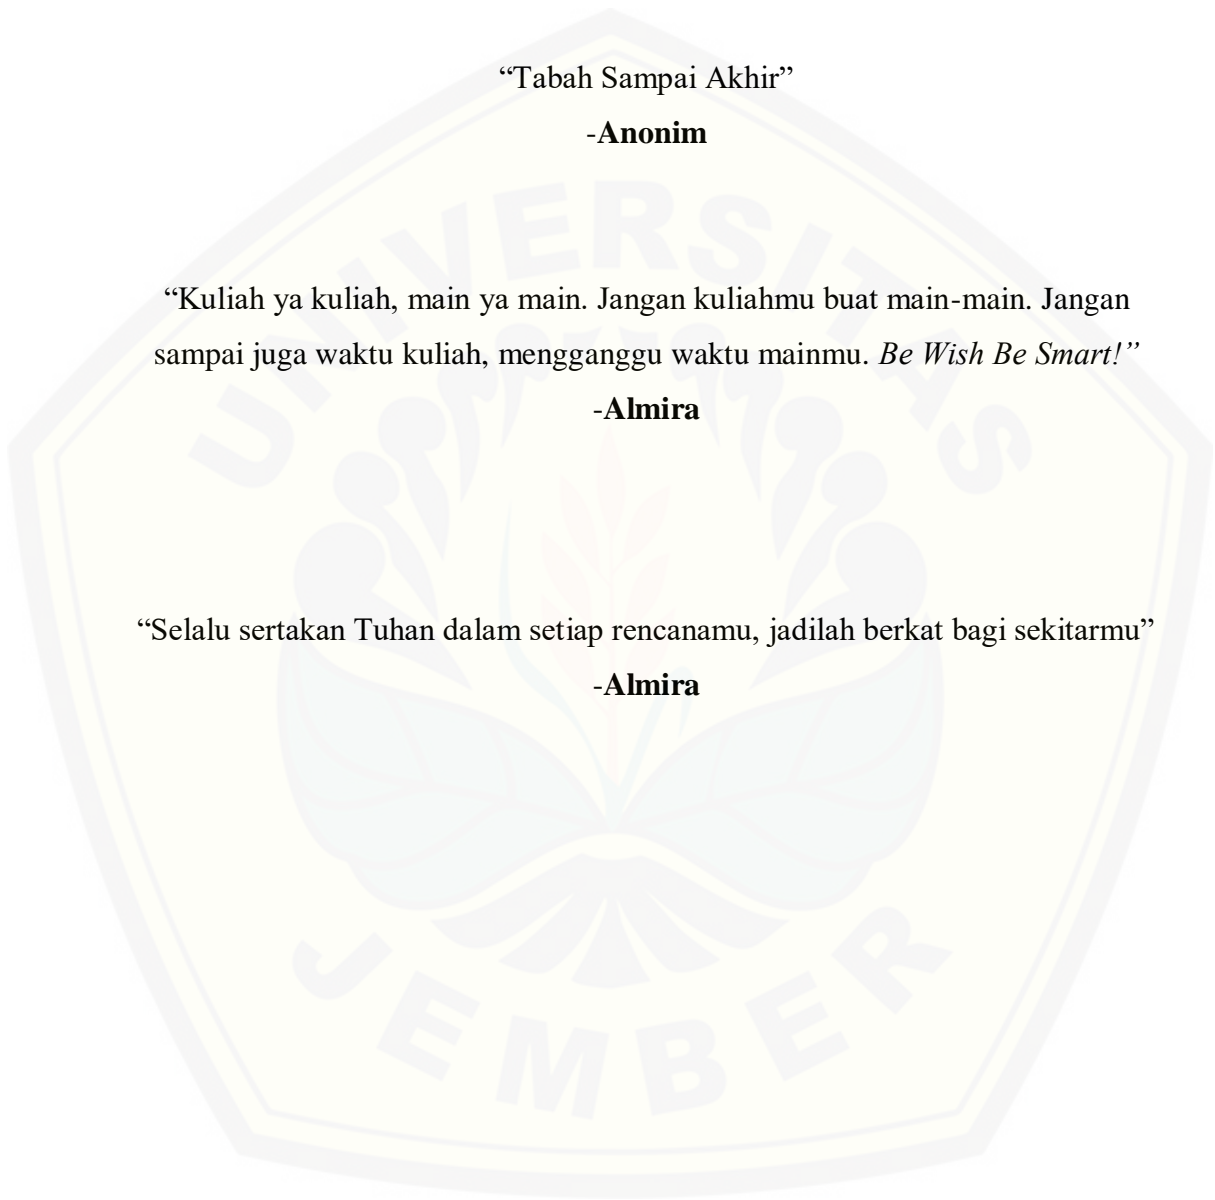 “Tabah Sampai Akhir”
-Anonim
“Kuliah ya kuliah, main ya main. Jangan kuliahmu buat main-main. Jangan
sampai juga waktu kuliah, mengganggu waktu mainmu. Be Wish Be Smart!”
-Almira
“Selalu sertakan Tuhan dalam setiap rencanamu, jadilah berkat bagi sekitarmu”
-Almira
UNIVERSITAS
JEMBER